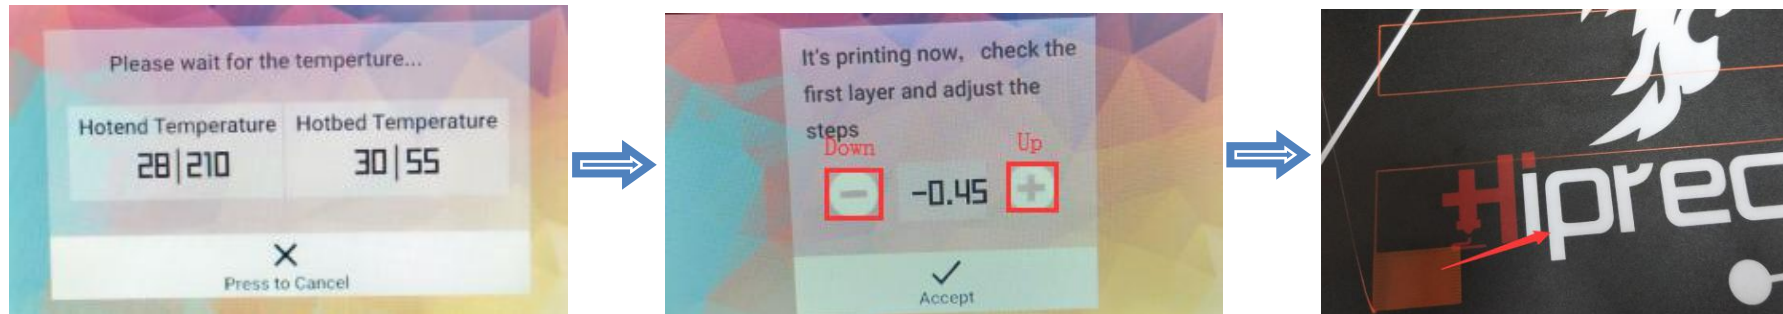 Please wait for the temperture...
Hotend Temperature
28|210
Hotbed Temperature
30|55
Press to Cancel
It's printing now, check the
first layer and adjust the
steps
Down
Up
-0.45
Accept
Hiprec